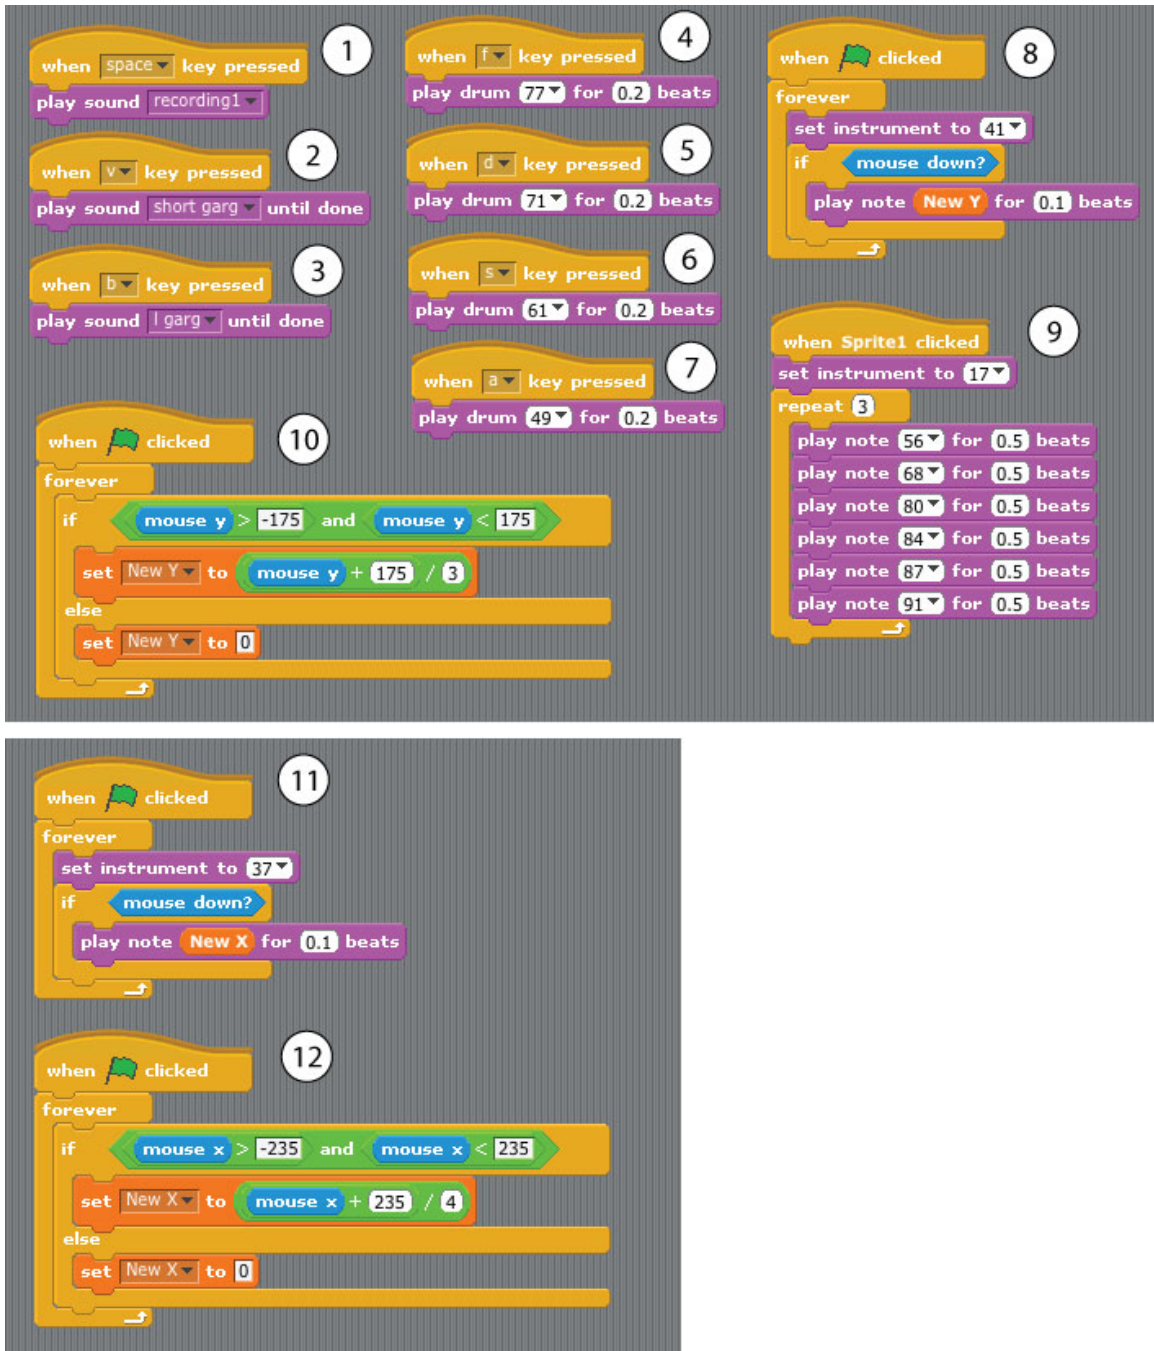 1
when space key pressed
play sound recording1
2
when v key pressed
play sound short garg until done
3
when b key pressed
play sound l garg until done
4
when f key pressed
play drum 77 for 0.2 beats
5
when d key pressed
play drum 71 for 0.2 beats
6
when s key pressed
play drum 61 for 0.2 beats
7
when a key pressed
play drum 49 for 0.2 beats
8
when clicked
forever
set instrument to 41
if mouse down?
play note New Y for 0.1 beats
9
when Sprite1 clicked
set instrument to 17
repeat 3
play note 56 for 0.5 beats
play note 68 for 0.5 beats
play note 80 for 0.5 beats
play note 84 for 0.5 beats
play note 87 for 0.5 beats
play note 91 for 0.5 beats
10
when clicked
forever
if mouse y > -175 and mouse y < 175
set New Y to mouse y + 175 / 3
else
set New Y to 0
11
when clicked
forever
set instrument to 37
if mouse down?
play note New X for 0.1 beats
12
when clicked
forever
if mouse x > -235 and mouse x < 235
set New X to mouse x + 235 / 4
else
set New X to 0